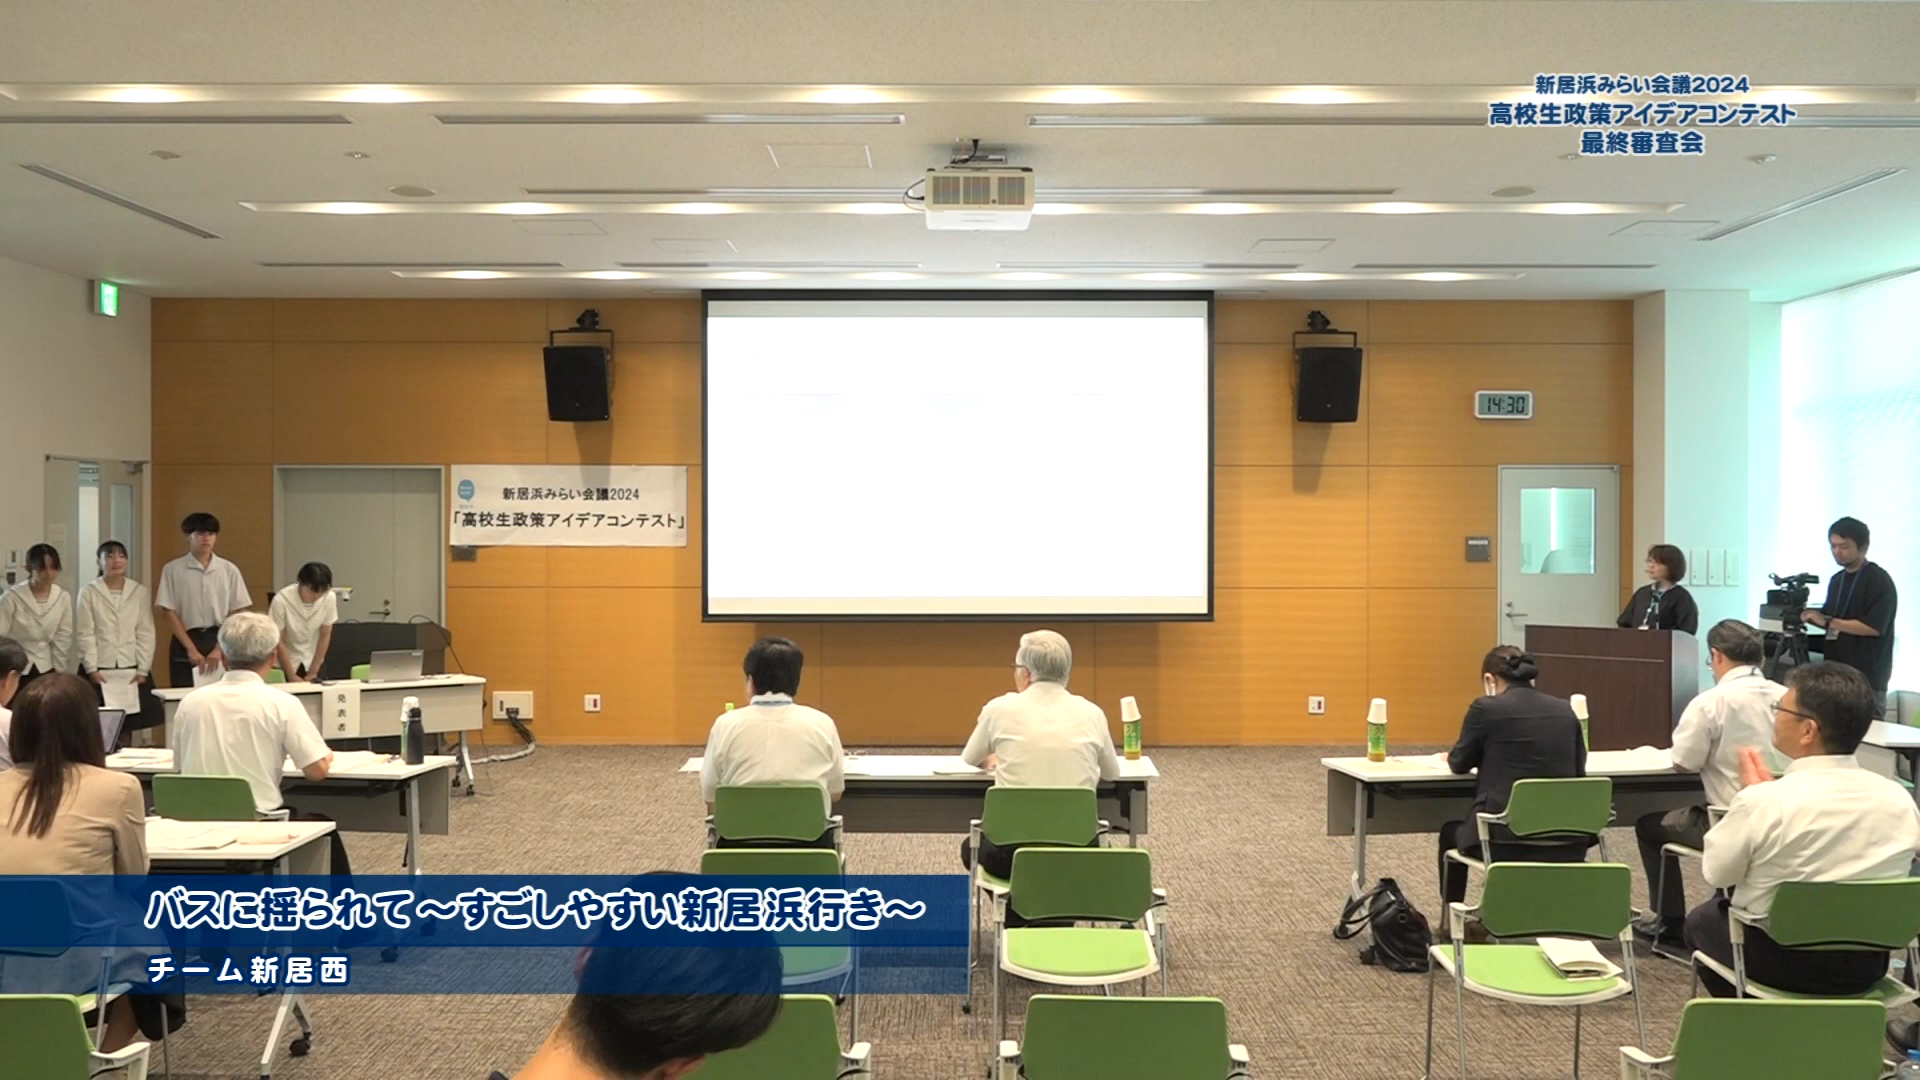 新居浜みらい会議2024
高校生政策アイデアコンテスト
最終審査会
14:30
新居浜みらい会議2024
「高校生政策アイデアコンテスト」
発表者
バスに揺られて～すごしやすい新居浜行き～
チーム新居西